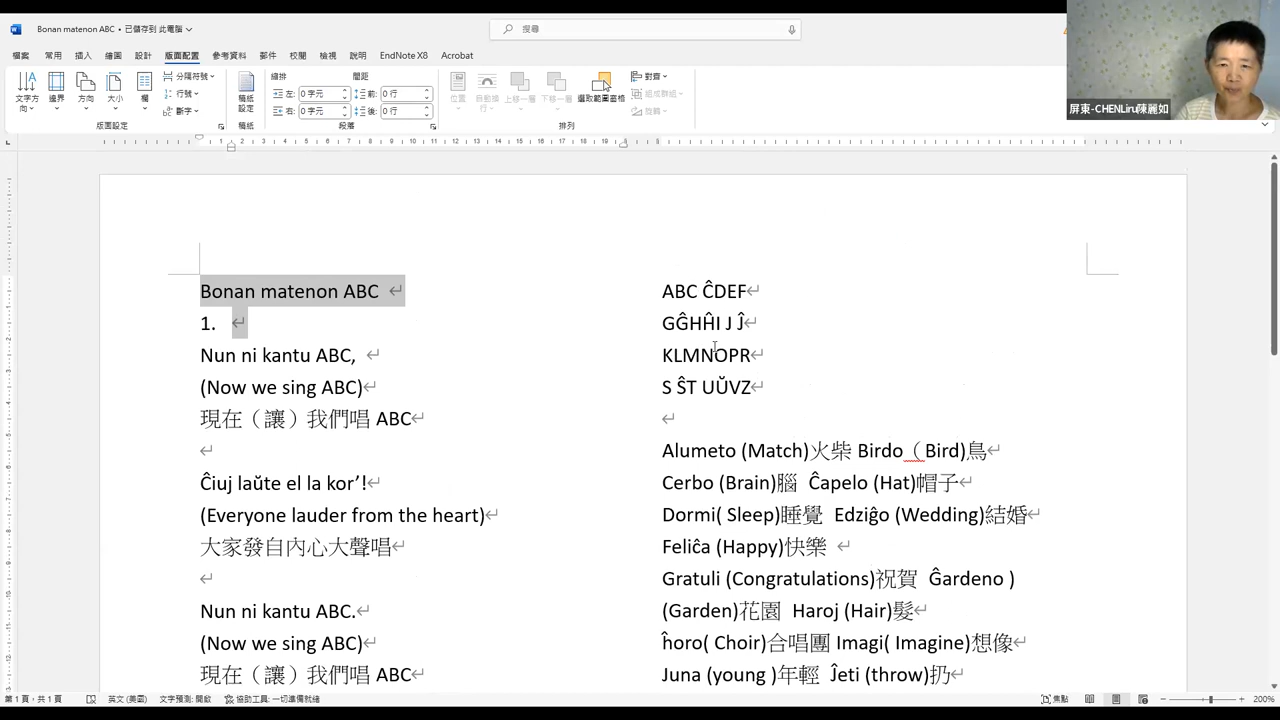 Bonan matenon ABC • 已儲存到 此電腦
搜尋
檔案 常用 插入 繪圖 設計 版面配置 參考資料 郵件 校閱 檢視 說明 EndNote X8 Acrobat
文字方向 邊界 方向 大小 欄 分隔符號 行號 斷字 稿紙設定
縮排 間距
左: 0 字元 前: 0 行
右: 0 字元 後: 0 行
位置 自動換行 上移一層 下移一層 選取範圍窗格 對齊 組成群組 旋轉
版面設定 稿紙 段落 排列
屏東-CHENLiru陳麗如
Bonan matenon ABC
1.
Nun ni kantu ABC,
(Now we sing ABC)
現在（讓）我們唱 ABC
Ĉiuj laŭte el la kor’!
(Everyone lauder from the heart)
大家發自內心大聲唱
Nun ni kantu ABC.
(Now we sing ABC)
現在（讓）我們唱 ABC
ABC ĈDEF
GĜHĤI J Ĵ
KLMNOPR
S ŜT UŬVZ
Alumeto (Match)火柴 Birdo（Bird)鳥
Cerbo (Brain)腦 Ĉapelo (Hat)帽子
Dormi( Sleep)睡覺 Edziĝo (Wedding)結婚
Feliĉa (Happy)快樂
Gratuli (Congratulations)祝賀 Ĝardeno )
(Garden)花園 Haroj (Hair)髮
ĥoro( Choir)合唱團 Imagi( Imagine)想像
Juna (young )年輕 Ĵeti (throw)扔
第 1 頁，共 1 頁 英文 (美國) 文字預測: 開啟 協助工具: 一切準備就緒 焦點 200%